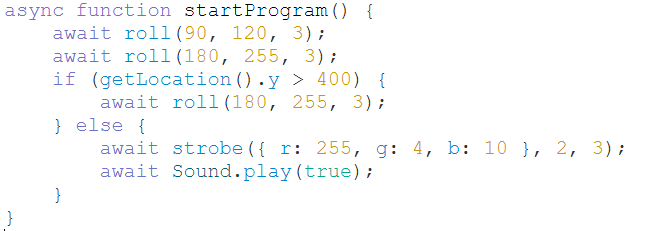 async function startProgram() {
    await roll(90, 120, 3);
    await roll(180, 255, 3);
    if (getLocation().y > 400) {
        await roll(180, 255, 3);
    } else {
        await strobe({ r: 255, g: 4, b: 10 }, 2, 3);
        await Sound.play(true);
    }
}